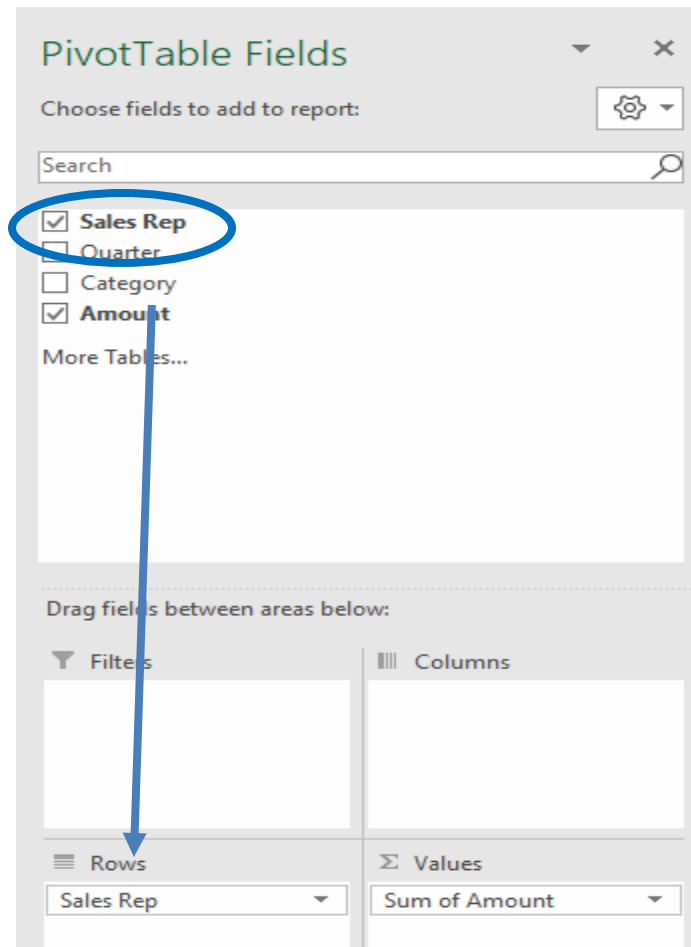 PivotTable Fields
Choose fields to add to report:
Search
Sales Rep
Quarter
Category
Amount
More Tables...
Drag fields between areas below:
Filters
Columns
Rows
Σ Values
Sales Rep
Sum of Amount